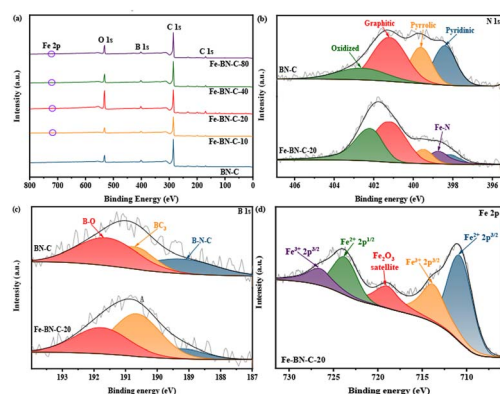 (a)
C 1s
O 1s
Fe 2p
B 1s
C 1s
Fe-BN-C-80
Fe-BN-C-40
Fe-BN-C-20
Fe-BN-C-10
BN-C
Intensity (a.u.)
800 700 600 500 400 300 200 100 0
Binding Energy (eV)
(b)
N 1s
Graphitic
Pyrrolic
Pyridinic
Oxidized
BN-C
Fe-N
Fe-BN-C-20
Intensity (a.u.)
406 404 402 400 398 396
Binding Energy (eV)
(c)
B 1s
B-O
BC3
B-N-C
BN-C
Fe-BN-C-20
Intensity (a.u.)
193 192 191 190 189 188 187
Binding energy (eV)
(d)
Fe 2p
Fe2+ 2p3/2
Fe2+ 2p1/2
Fe3+ 2p3/2
Fe2O3
satellite
Fe-BN-C-20
Intensity (a.u.)
730 725 720 715 710
Binding energy (eV)